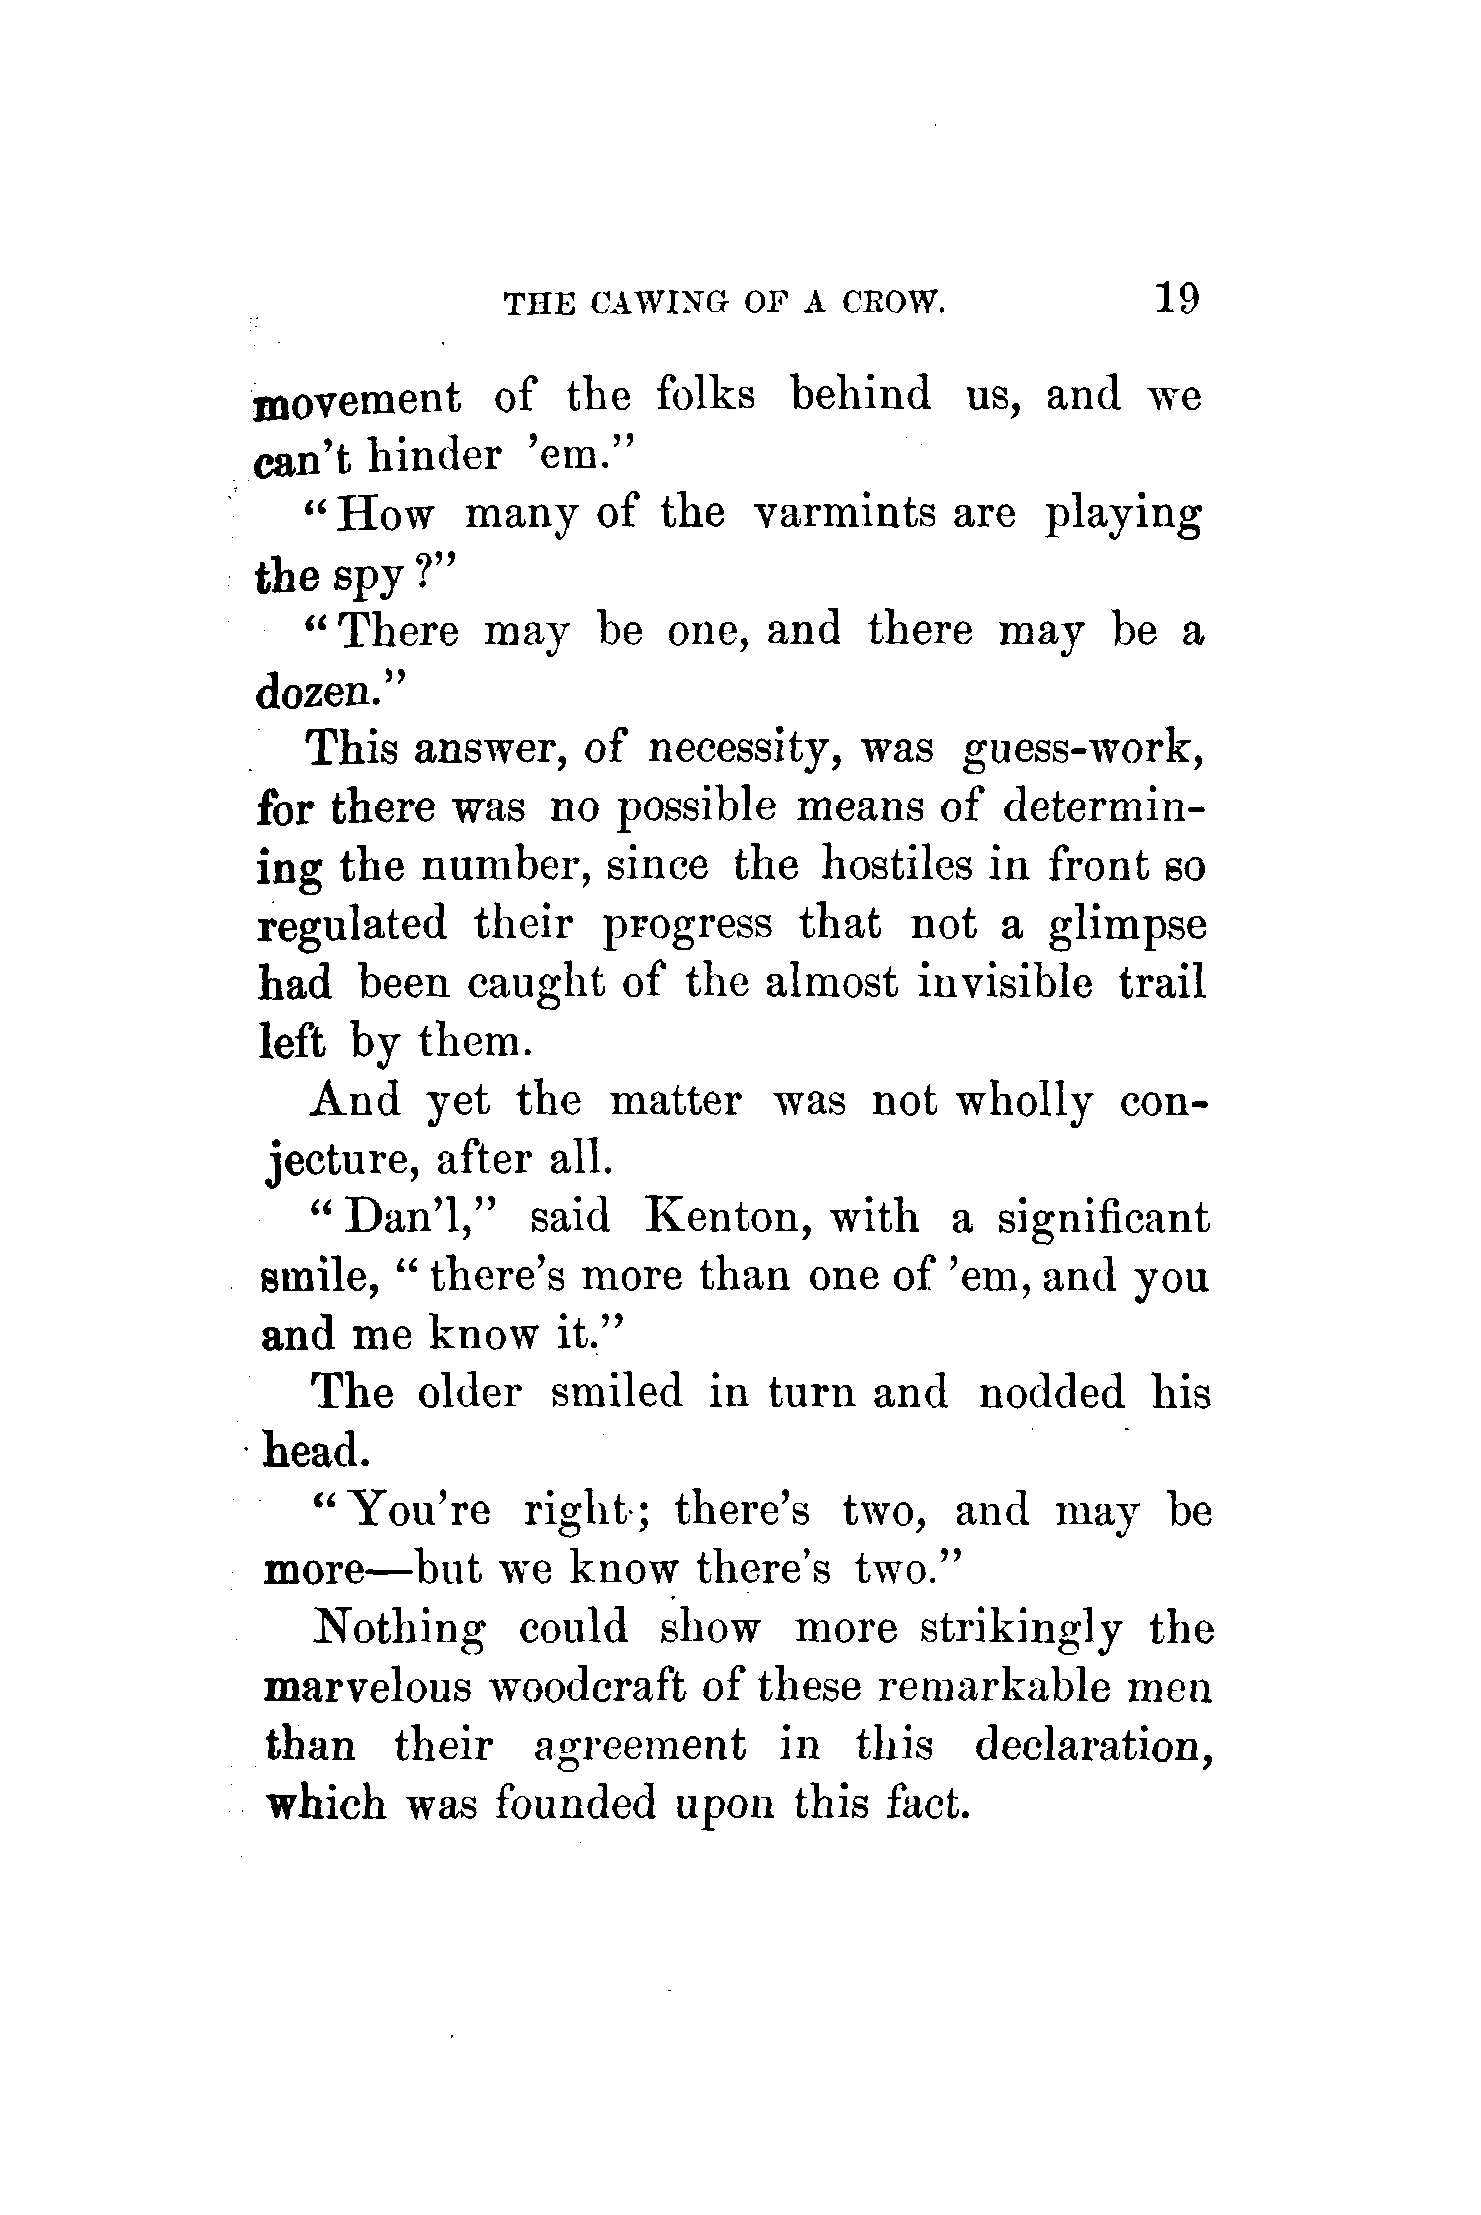 THE CAWING OF A CROW. 19
movement of the folks behind us, and we
can't hinder 'em."
"How many of the varmints are playing
the spy?"
"There may be one, and there may be a
dozen."
This answer, of necessity, was guess-work,
for there was no possible means of determin-
ing the number, since the hostiles in front so
regulated their progress that not a glimpse
had been caught of the almost invisible trail
left by them.
And yet the matter was not wholly con-
jecture, after all.
"Dan'l," said Kenton, with a significant
smile, "there's more than one of 'em, and you
and me know it."
The older smiled in turn and nodded his
head.
"You're right; there's two, and may be
more—but we know there's two."
Nothing could show more strikingly the
marvelous woodcraft of these remarkable men
than their agreement in this declaration,
which was founded upon this fact.